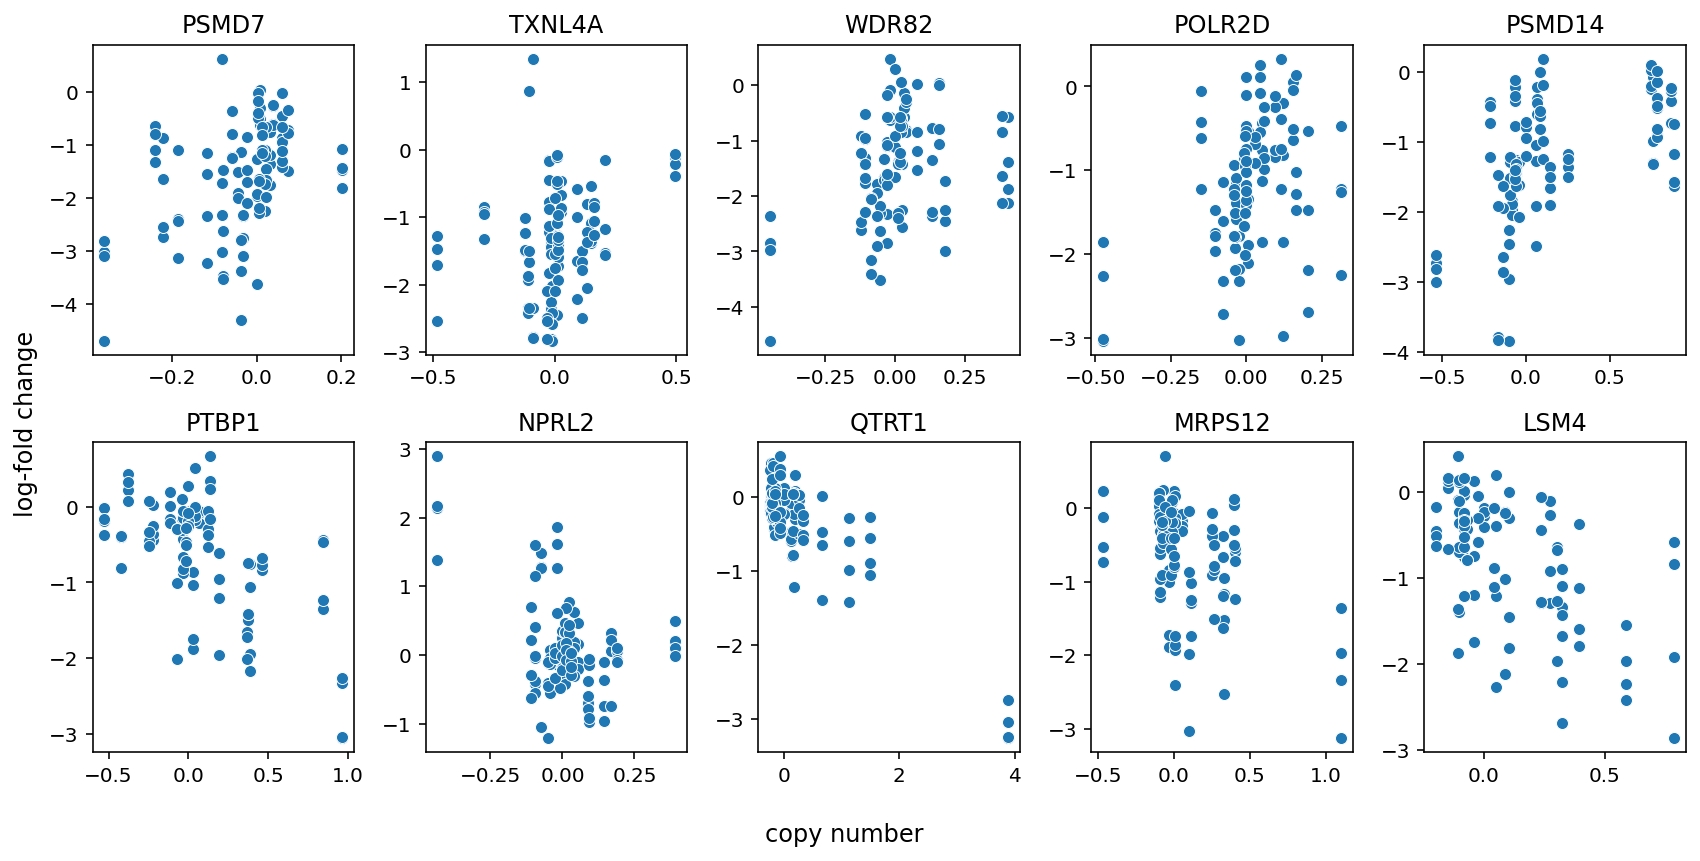 PSMD7 TXNL4A WDR82 POLR2D PSMD14
0 −1 −2 −3 −4
1 0 −1 −2 −3
0 −1 −2 −3 −4
0 −1 −2 −3
0 −1 −2 −3 −4
−0.2 0.0 0.2
−0.5 0.0 0.5
−0.25 0.00 0.25
−0.50 −0.25 0.00 0.25
−0.5 0.0 0.5
log-fold change
PTBP1 NPRL2 QTRT1 MRPS12 LSM4
0 −1 −2 −3
3 2 1 0 −1
0 −1 −2 −3
0 −1 −2 −3
0 −1 −2 −3
−0.5 0.0 0.5 1.0
−0.25 0.00 0.25
0 2 4
−0.5 0.0 0.5 1.0
0.0 0.5
copy number